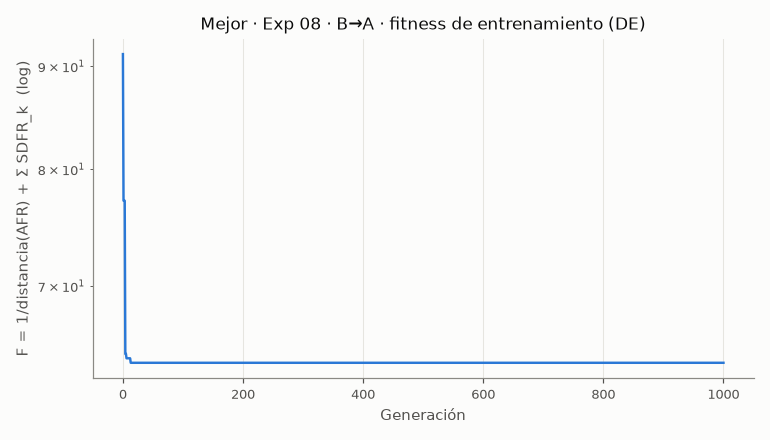 Mejor · Exp 08 · B→A · fitness de entrenamiento (DE)
F = 1/distancia(AFR) + Σ SDFR_k (log)
9 × 10¹
8 × 10¹
7 × 10¹
0 200 400 600 800 1000
Generación